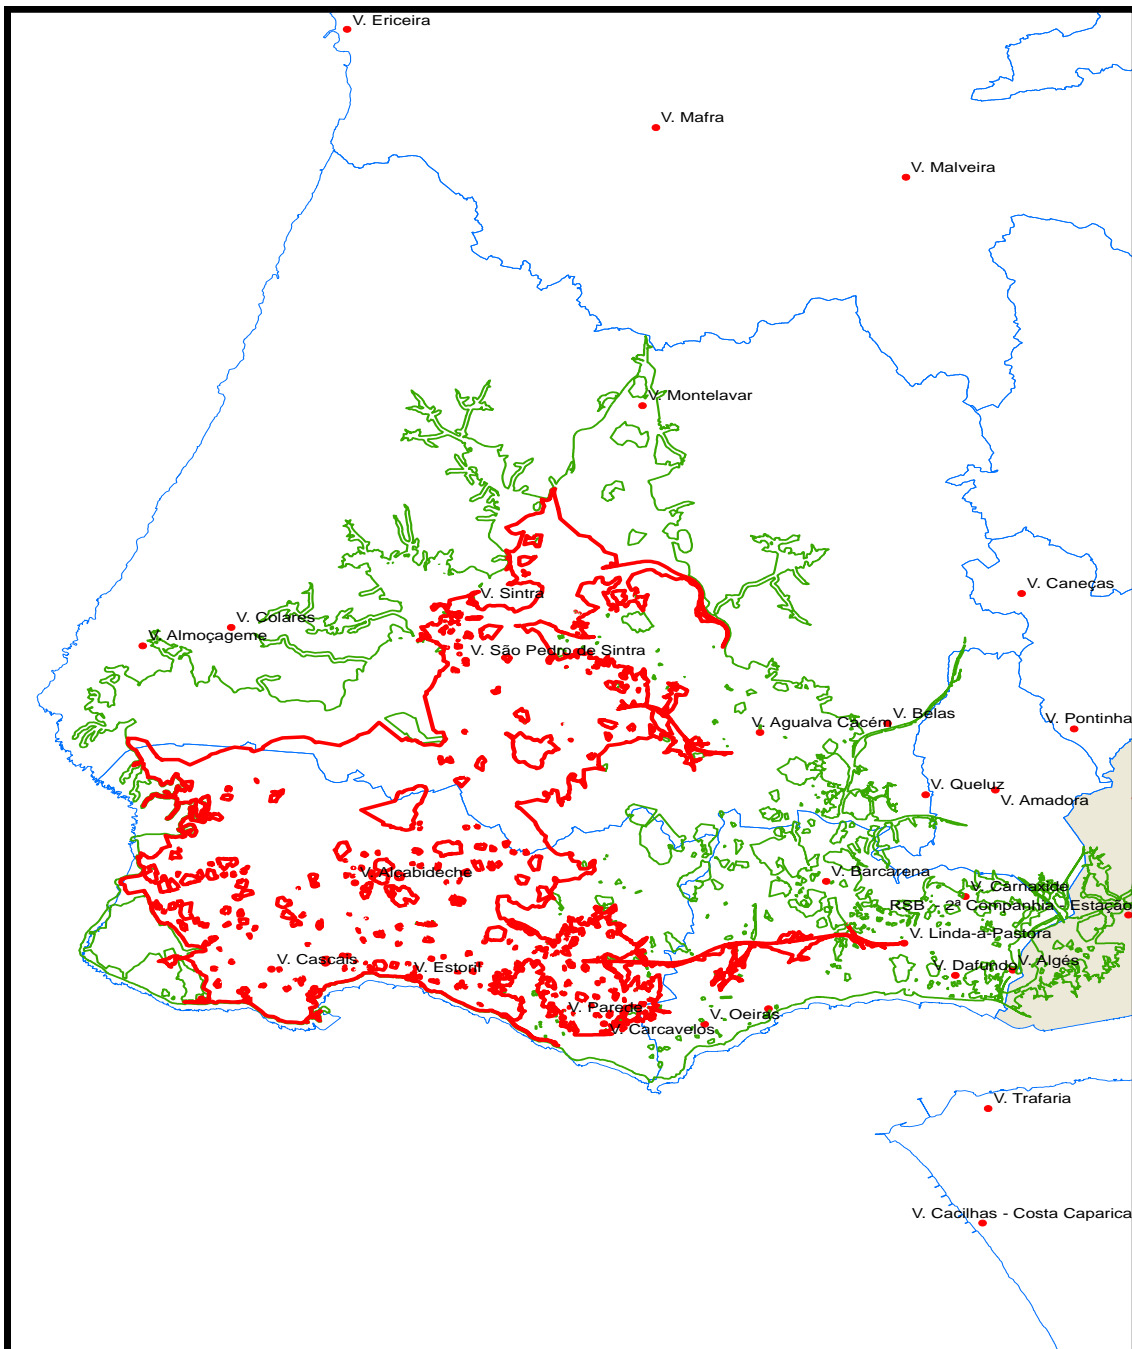 V. Ericeira
V. Mafra
V. Malveira
V. Montelavar
V. Caneças
V. Sintra
V. Colares
V. Almoçageme
V. São Pedro de Sintra
V. Belas
V. Agualva Cacém
V. Pontinha
V. Queluz
V. Amadora
V. Alcabideche
V. Barcarena
V. Carnaxide
RSB - 2ª Companhia - Estação
V. Linda-a-Pastora
V. Cascais
V. Estoril
V. Dafundo
V. Algés
V. Parede
V. Oeiras
V. Carcavelos
V. Trafaria
V. Cacilhas - Costa Caparica